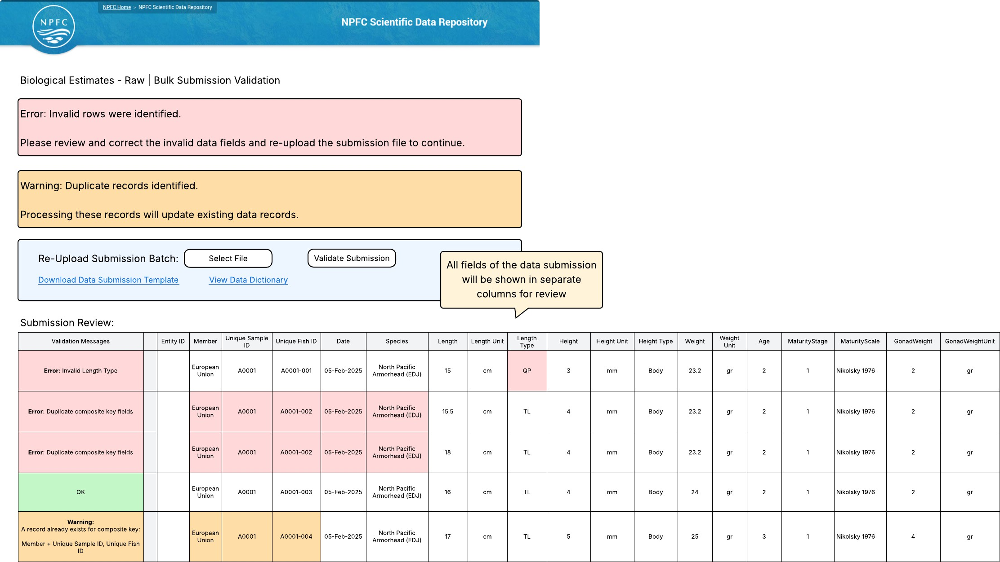 NPFC Home > NPFC Scientific Data Repository
NPFC
NPFC Scientific Data Repository
Biological Estimates - Raw | Bulk Submission Validation
Error: Invalid rows were identified.
Please review and correct the invalid data fields and re-upload the submission file to continue.
Warning: Duplicate records identified.
Processing these records will update existing data records.
Re-Upload Submission Batch: Select File Validate Submission
Download Data Submission Template View Data Dictionary
All fields of the data submission
will be shown in separate
columns for review
Submission Review:
Validation Messages Entity ID Member Unique Sample ID Unique Fish ID Date Species Length Length Unit Length Type Height Height Unit Height Type Weight Weight Unit Age MaturityStage MaturityScale GonadWeight GonadWeightUnit
Error: Invalid Length Type European Union A0001 A0001-001 05-Feb-2025 North Pacific Armorhead (EDJ) 15 cm QP 3 mm Body 23.2 gr 2 1 Nikolsky 1976 2 gr
Error: Duplicate composite key fields European Union A0001 A0001-002 05-Feb-2025 North Pacific Armorhead (EDJ) 15.5 cm TL 4 mm Body 23.2 gr 2 1 Nikolsky 1976 2 gr
Error: Duplicate composite key fields European Union A0001 A0001-002 05-Feb-2025 North Pacific Armorhead (EDJ) 18 cm TL 4 mm Body 23.2 gr 2 1 Nikolsky 1976 2 gr
OK European Union A0001 A0001-003 05-Feb-2025 North Pacific Armorhead (EDJ) 16 cm TL 4 mm Body 24 gr 2 1 Nikolsky 1976 2 gr
Warning:
A record already exists for composite key:
Member + Unique Sample ID, Unique Fish
ID
European Union A0001 A0001-004 05-Feb-2025 North Pacific Armorhead (EDJ) 17 cm TL 5 mm Body 25 gr 3 1 Nikolsky 1976 4 gr